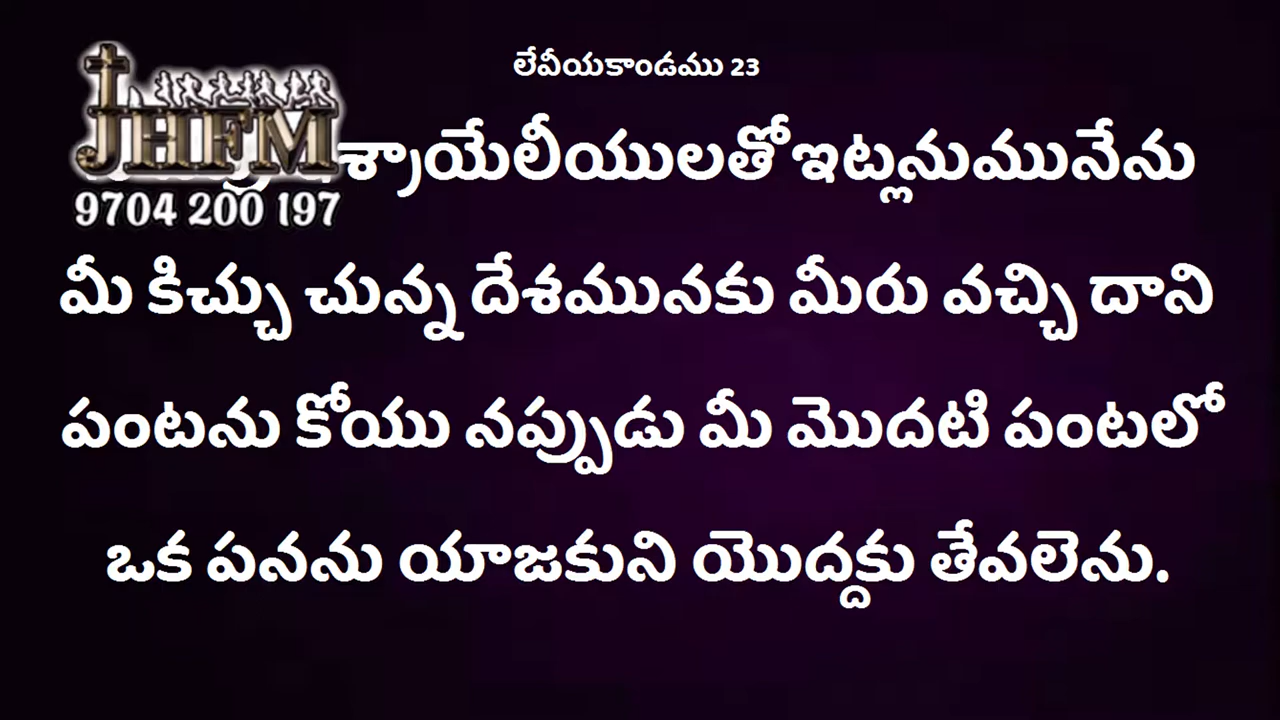 లేవీయకాండము 23
JHFM
శ్రాయేలీయులతోఇట్లనుమునేను
9704 200 197
మీ కిచ్చు చున్న దేశమునకు మీరు వచ్చి దాని
పంటను కోయు నప్పుడు మీ మొదటి పంటలో
ఒక పనను యాజకుని యొద్దకు తేవలెను.